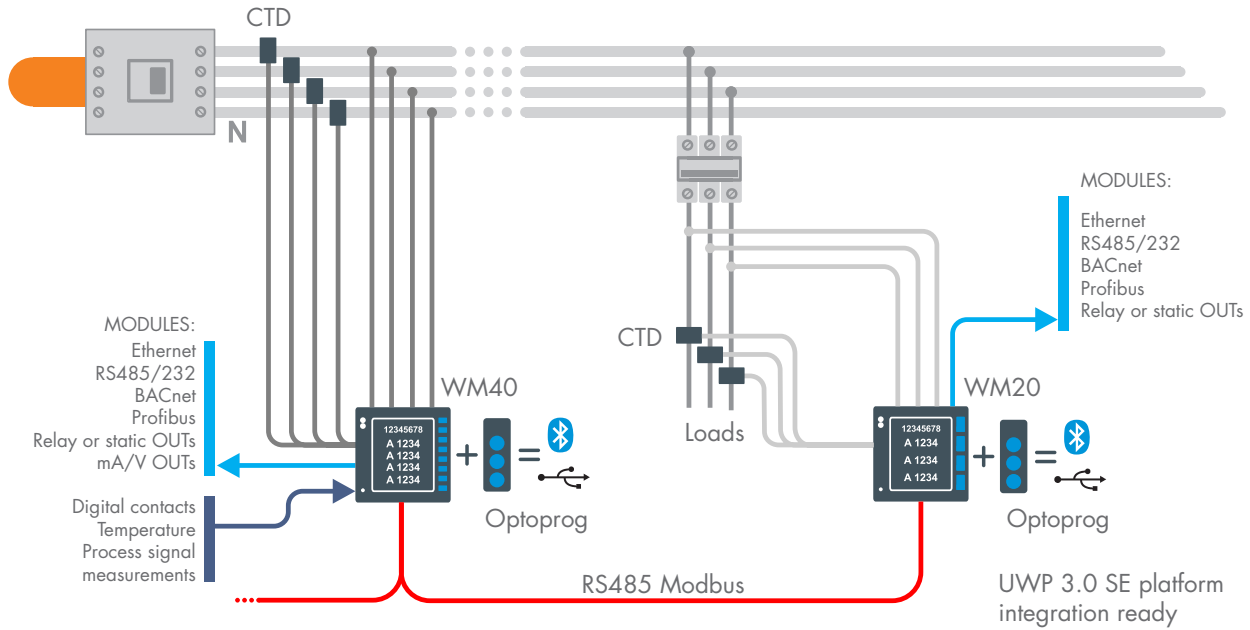 CTD
N
MODULES:
Ethernet
RS485/232
BACnet
Profibus
Relay or static OUTs
CTD
MODULES:
Ethernet
RS485/232
BACnet
Profibus
Relay or static OUTs
mA/V OUTs
WM40
WM20
Loads
12345678
A 1234
A 1234
A 1234
A 1234
+
=
12345678
A 1234
A 1234
A 1234
+
=
Digital contacts
Temperature
Process signal
measurements
Optoprog
Optoprog
RS485 Modbus
UWP 3.0 SE platform
integration ready